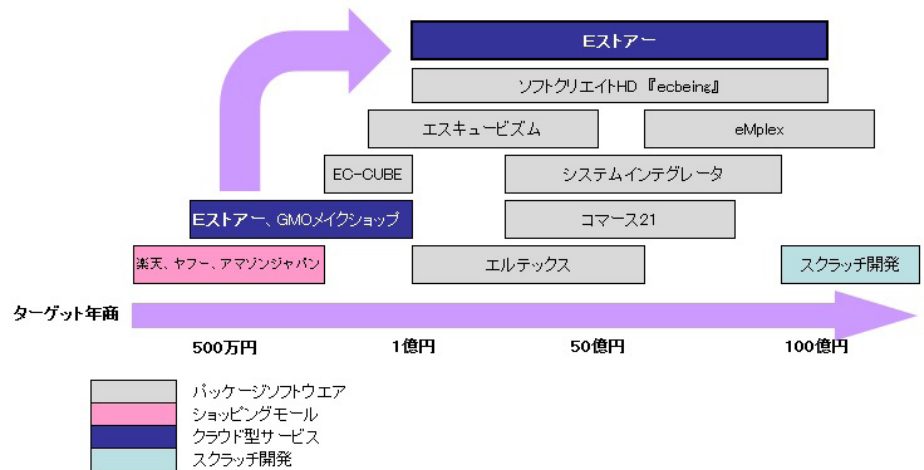 Eストアー
ソフトクリエイトHD 『ecbeing』
エスキュービズム
eMplex
EC-CUBE
システムインテグレータ
Eストアー、GMOメイクショップ
コマース21
楽天、ヤフー、アマゾンジャパン
エルテックス
スクラッチ開発
ターゲット年商
500万円
1億円
50億円
100億円
パッケージソフトウエア
ショッピングモール
クラウド型サービス
スクラッチ開発